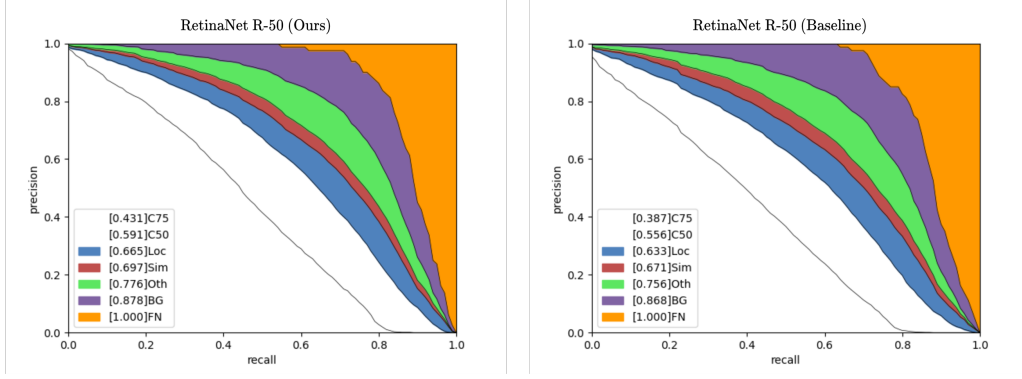 RetinaNet R-50 (Ours)
1.0
0.8
0.6
0.4
0.2
0.0
precision
[0.431]C75
[0.591]C50
[0.665]Loc
[0.697]Sim
[0.776]Oth
[0.878]BG
[1.000]FN
0.0 0.2 0.4 0.6 0.8 1.0
recall
RetinaNet R-50 (Baseline)
1.0
0.8
0.6
0.4
0.2
0.0
precision
[0.387]C75
[0.556]C50
[0.633]Loc
[0.671]Sim
[0.756]Oth
[0.868]BG
[1.000]FN
0.0 0.2 0.4 0.6 0.8 1.0
recall